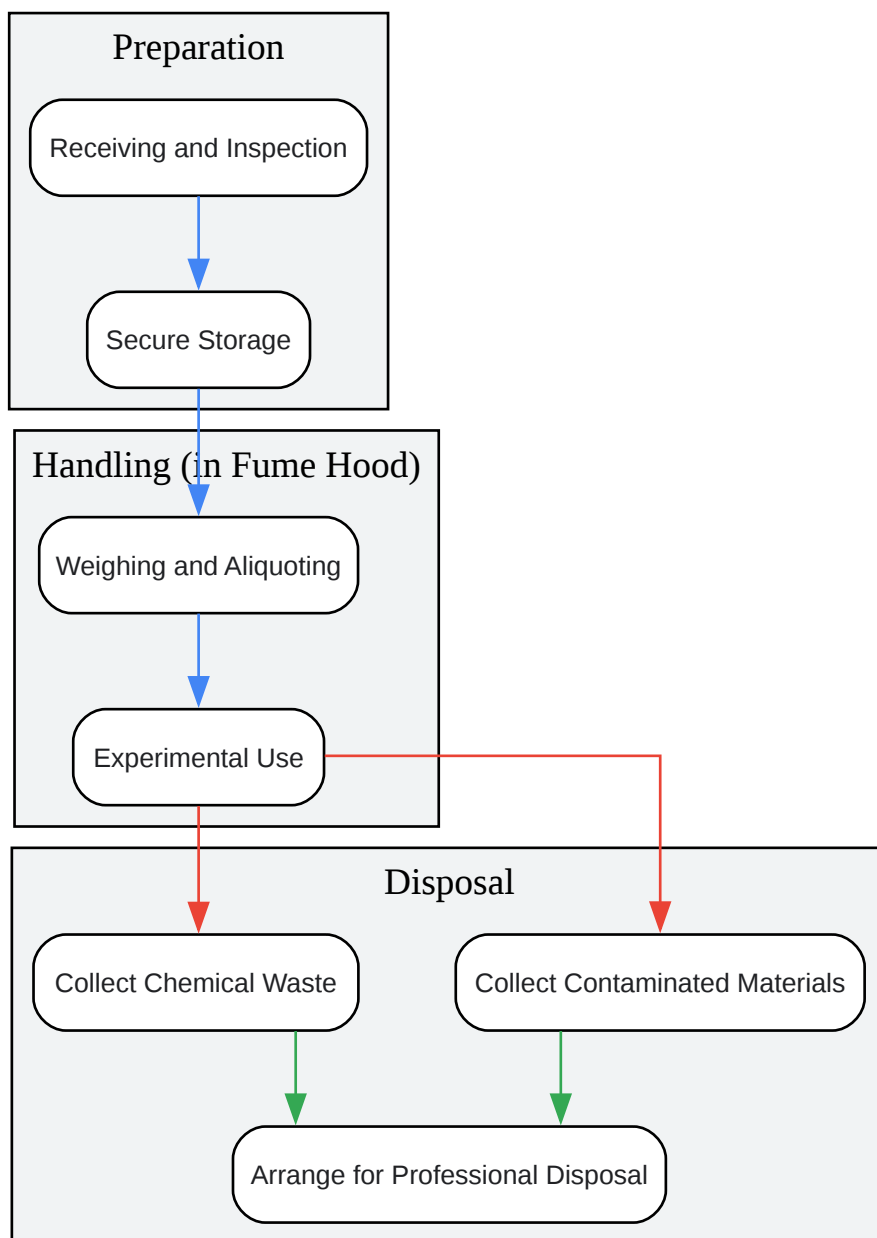 Preparation
Receiving and Inspection
Secure Storage
Handling (in Fume Hood)
Weighing and Aliquoting
Experimental Use
Disposal
Collect Chemical Waste
Collect Contaminated Materials
Arrange for Professional Disposal